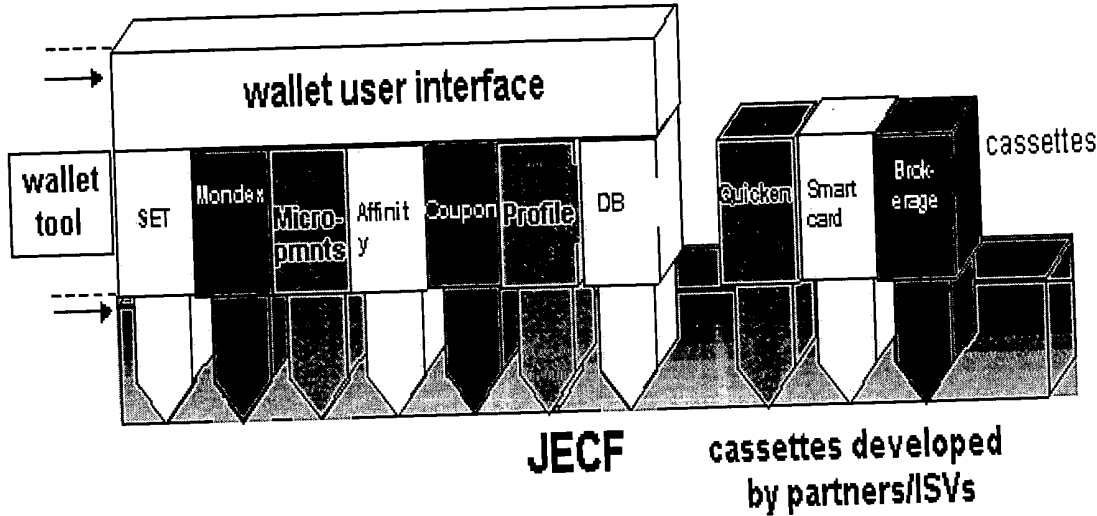 wallet user interface
wallet
tool
SET
Mondex
Micro-
pmnts
Affinit
y
Coupon
Profile
DB
Quicken
Smart
card
Brok-
erage
cassettes
JECF
cassettes developed
by partners/ISVs